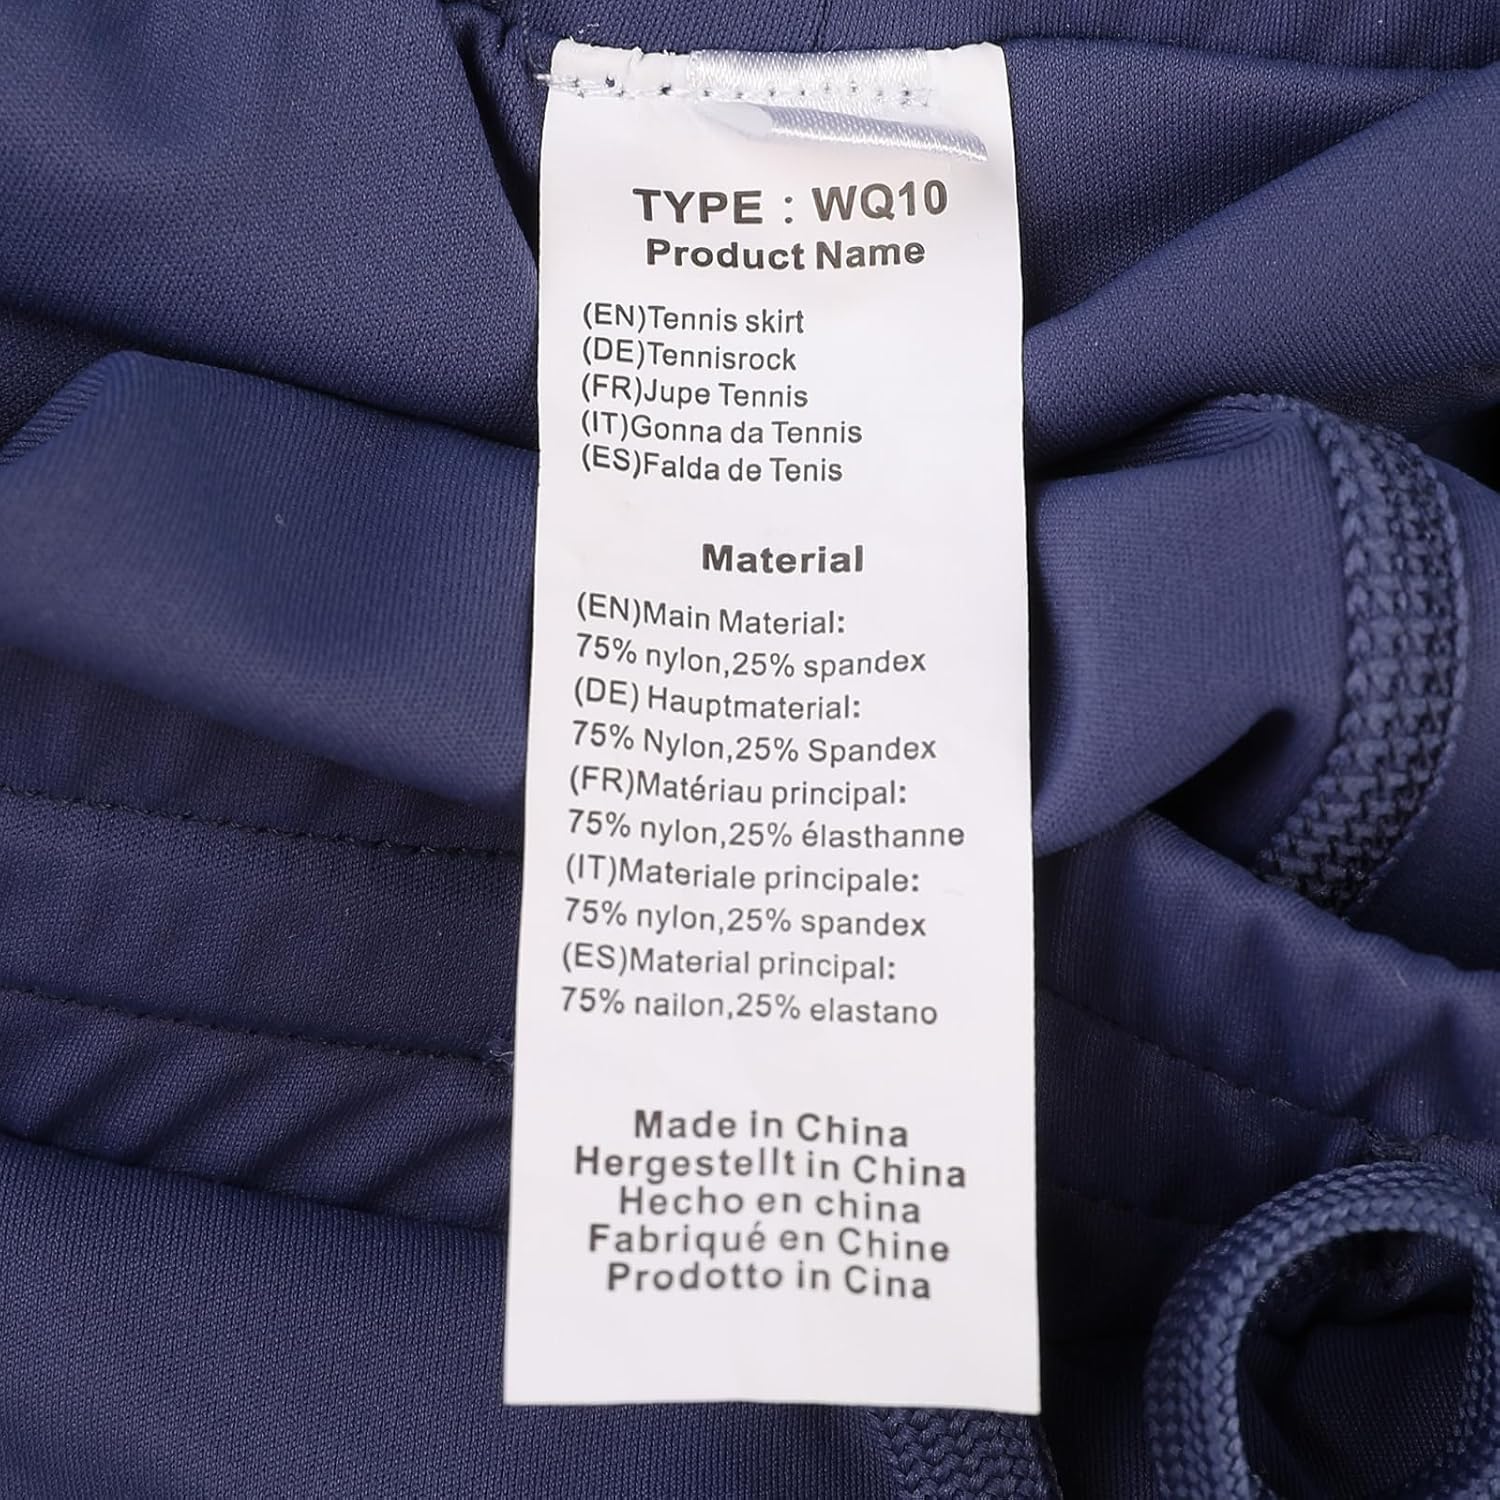 TYPE : WQ10
Product Name
(EN)Tennis skirt
(DE)Tennisrock
(FR)Jupe Tennis
(IT)Gonna da Tennis
(ES)Falda de Tenis
Material
(EN)Main Material:
75% nylon,25% spandex
(DE) Hauptmaterial:
75% Nylon,25% Spandex
(FR)Matériau principal:
75% nylon,25% élasthanne
(IT)Materiale principale:
75% nylon,25% spandex
(ES)Material principal:
75% nailon,25% elastano
Made in China
Hergestellt in China
Hecho en china
Fabriqué en Chine
Prodotto in Cina